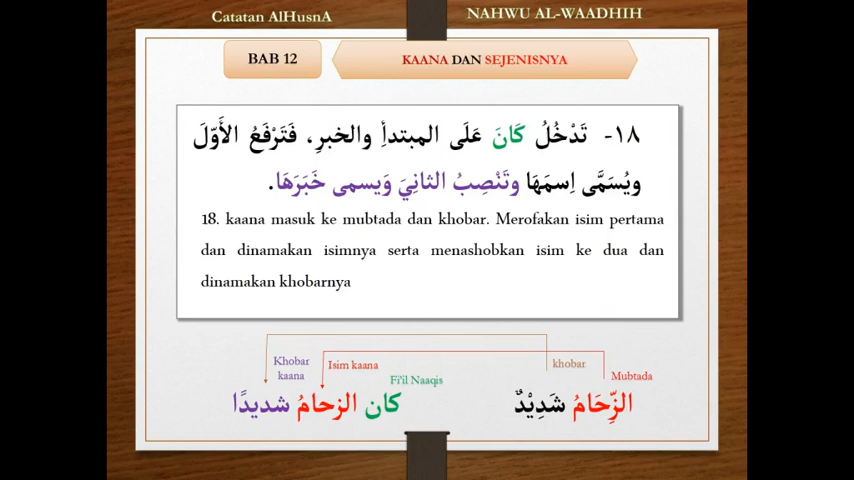 Catatan AlHusnA
NAHWU AL-WAADHIH
BAB 12
KAANA DAN SEJENISNYA
١٨- تَدْخُلُ كَانَ عَلَى المبتدأِ والخبرِ، فَتَرْفَعُ الأَوّلَ
ويُسَمَّى اِسمَهَا وتَنْصِبُ الثانِيَ وَيسمى خَبَرَهَا.
18. kaana masuk ke mubtada dan khobar. Merofakan isim pertama
dan dinamakan isimnya serta menashobkan isim ke dua dan
dinamakan khobarnya
Khobar
kaana
Isim kaana
Fi'il Naaqis
khobar
Mubtada
الزِّحَامُ شَدِيْدٌ
كان الزحامُ شديدًا